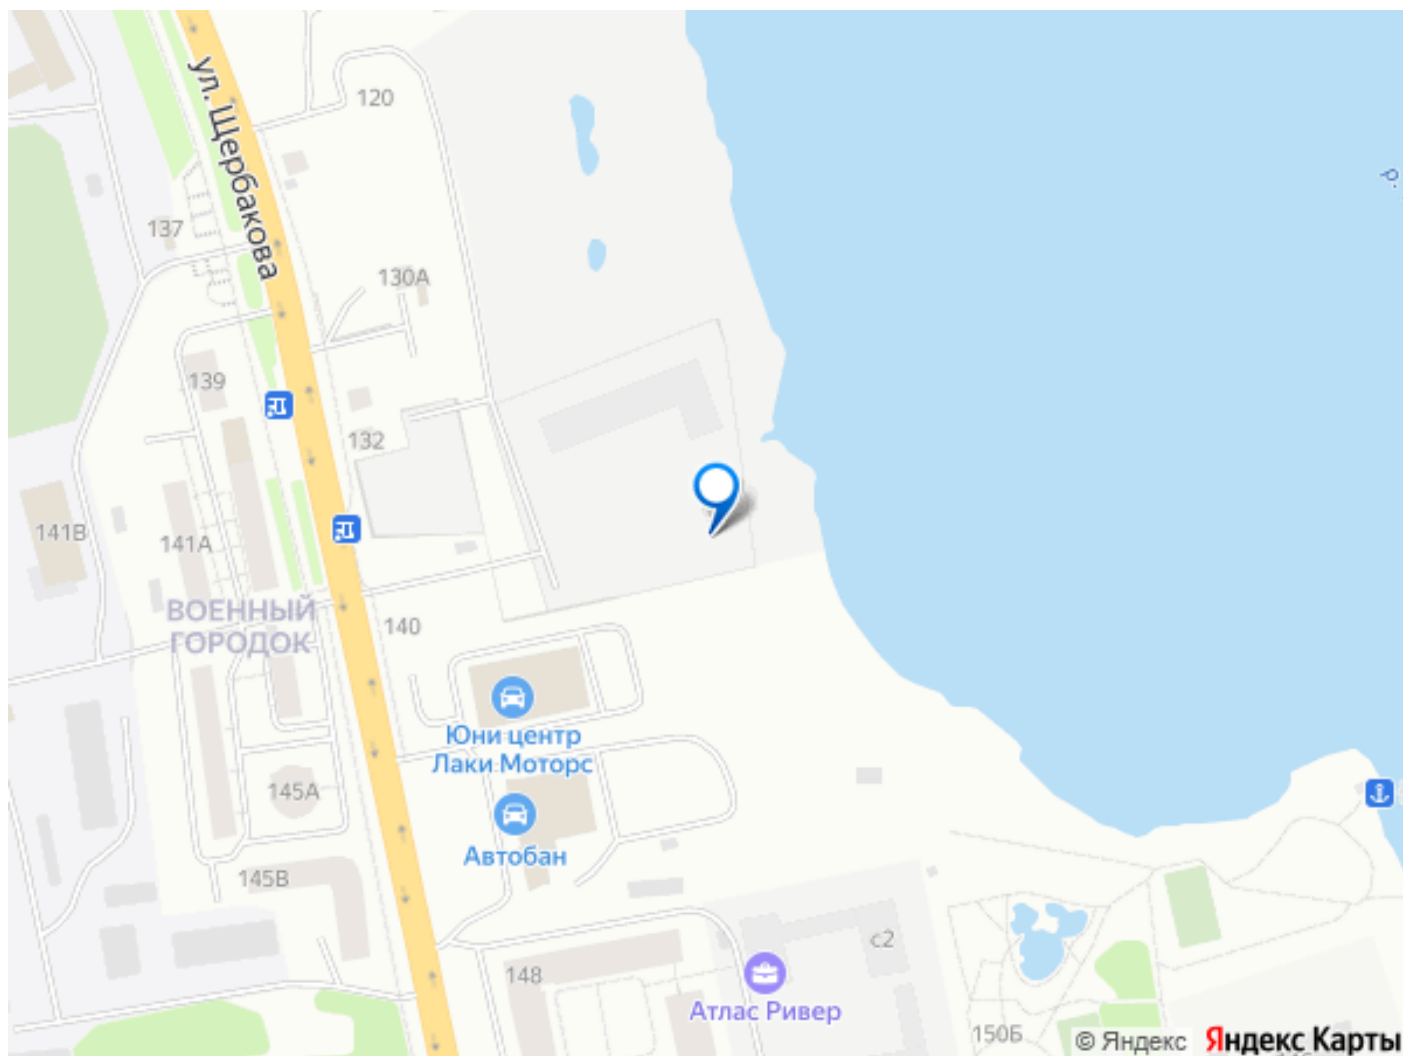 120
ул. Щербакова
р.
137
130А
139
132
141В
141А
ВОЕННЫЙ
ГОРОДОК
140
Юни центр
Лаки Моторс
145А
Автобан
145В
с2
148
Атлас Ривер
150Б
© Яндекс Яндекс Карты